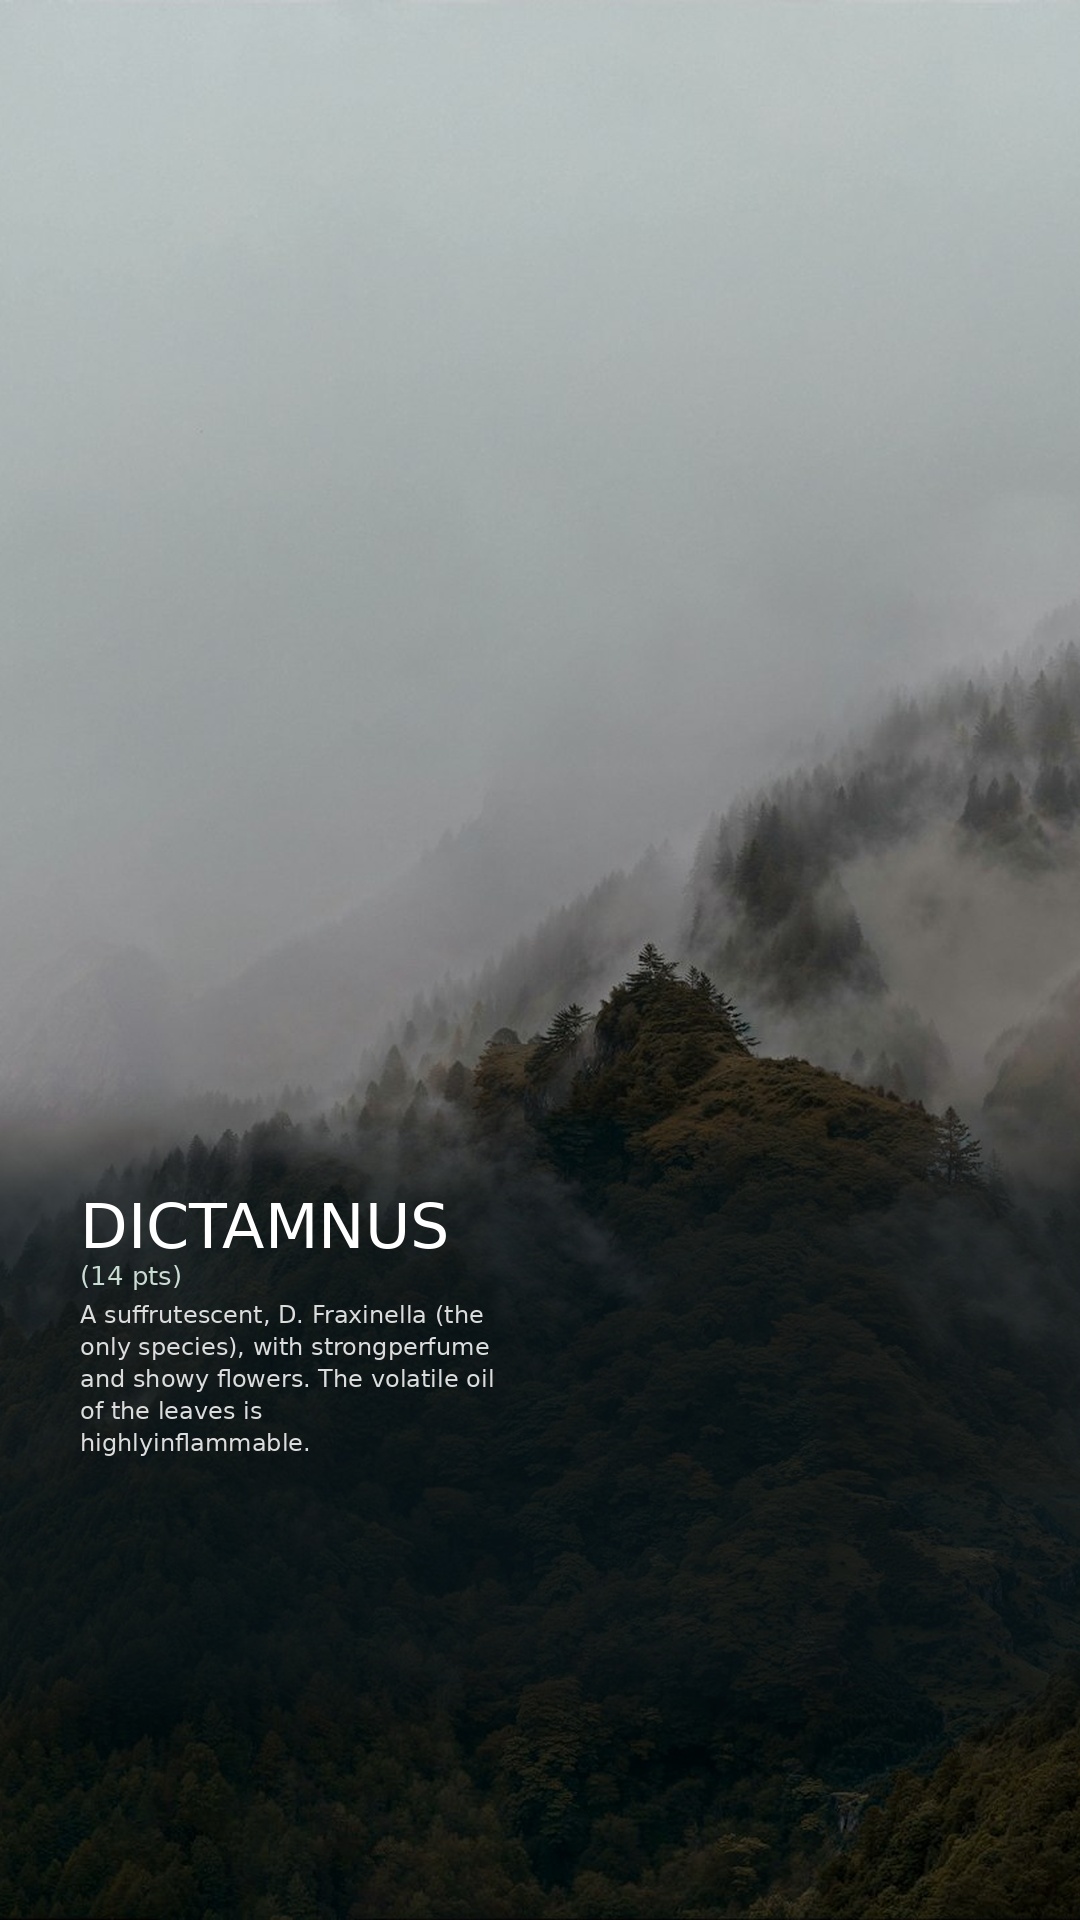 DICTAMNUS
(14 pts)
A suffrutescent, D. Fraxinella (the
only species), with strongperfume
and showy flowers. The volatile oil
of the leaves is
highlyinflammable.